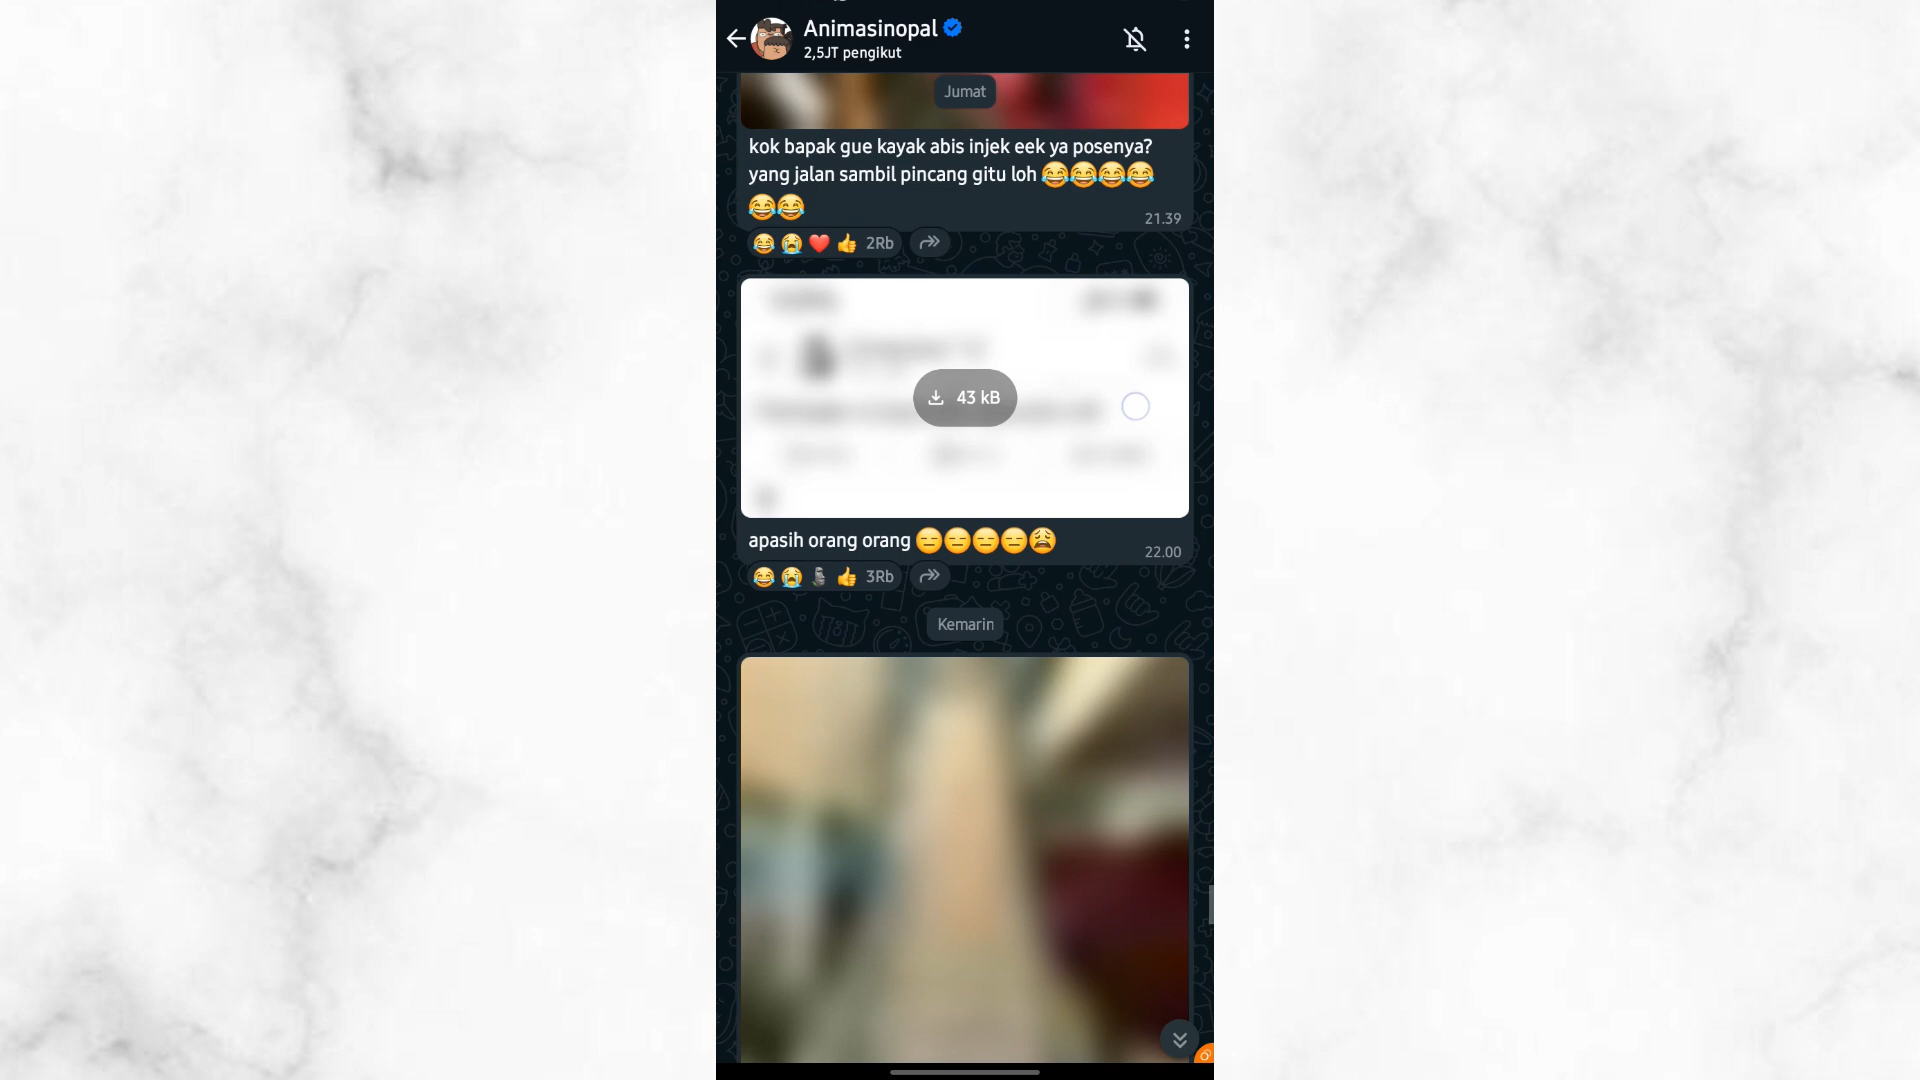 Animasinopal
2,5JT pengikut
Jumat
kok bapak gue kayak abis injek eek ya posenya?
yang jalan sambil pincang gitu loh 😂😂😂😂
😂😂
21.39
😂 😭 ❤️ 👍 2Rb
43 kB
apasih orang orang 😑😑😑😑😩
22.00
😂 😭 🗿 👍 3Rb
Kemarin